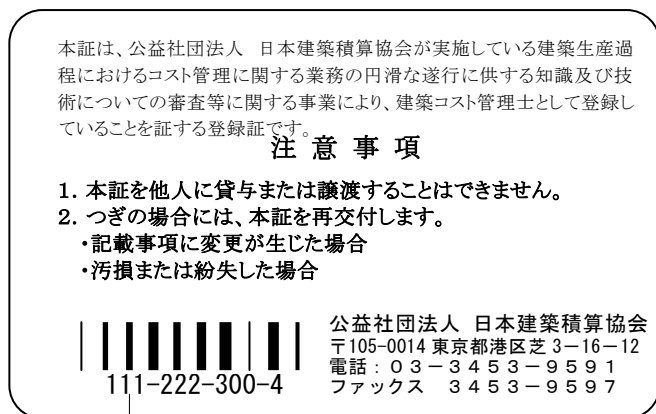 本証は、公益社団法人　日本建築積算協会が実施している建築生産過
程におけるコスト管理に関する業務の円滑な遂行に供する知識及び技
術についての審査等に関する事業により、建築コスト管理士として登録し
ていることを証する登録証です。
注 意 事 項
１．本証を他人に貸与または譲渡することはできません。
２．つぎの場合には、本証を再交付します。
・記載事項に変更が生じた場合
・汚損または紛失した場合
111-222-300-4
公益社団法人 日本建築積算協会
〒105-0014 東京都港区芝 3－16－12
電話：０３－３４５３－９５９１
ファックス　３４５３－９５９７